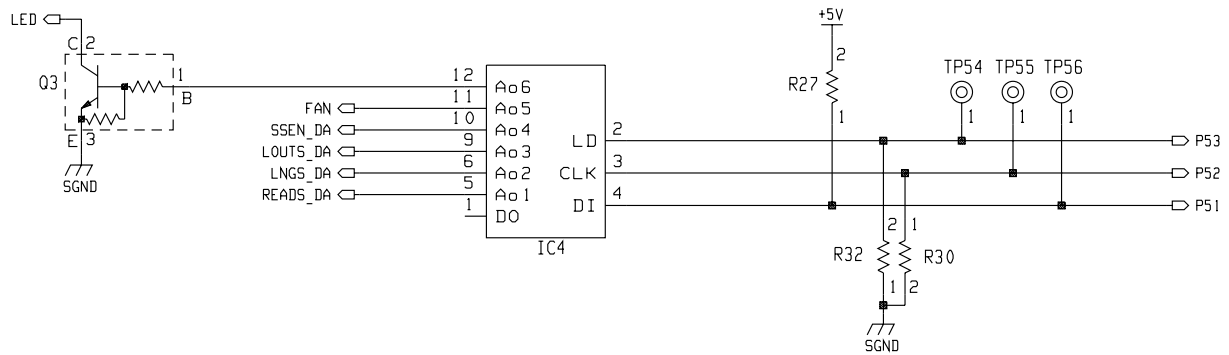 LED
C 2
Q3
1
B
E 3
SGND
12 Ao6
FAN 11 Ao5
SSEN_DA 10 Ao4
LOUTS_DA 9 Ao3
LNGS_DA 6 Ao2
READS_DA 5 Ao1
1 DO
LD 2
CLK 3
DI 4
IC4
+5V
2
R27
1
TP54 TP55 TP56
1 1 1
P53
P52
P51
2 1
R32 R30
1 2
SGND